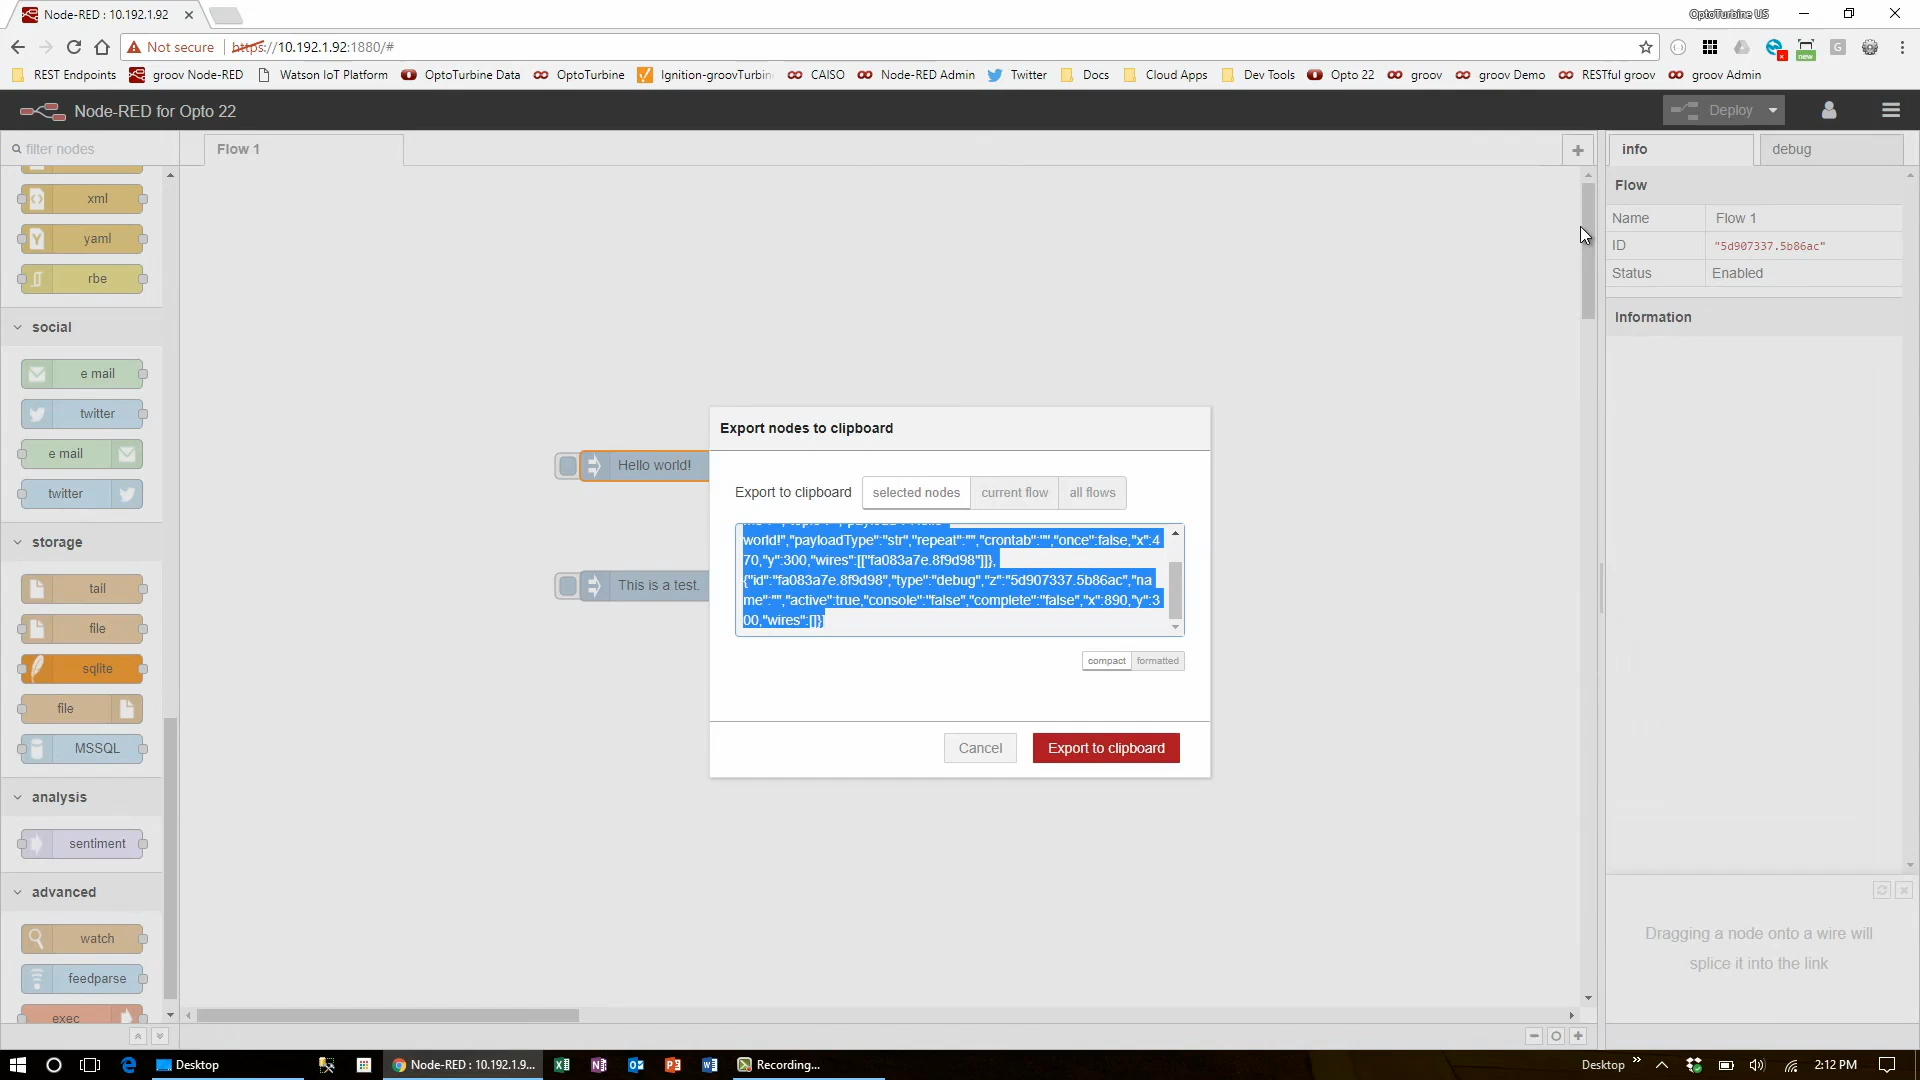 Node-RED : 10.192.1.92
OptoTurbine US
Not secure
https://10.192.1.92:1880/#
REST Endpoints
groov Node-RED
Watson IoT Platform
OptoTurbine Data
OptoTurbine
Ignition-groovTurbin
CAISO
Node-RED Admin
Twitter
Docs
Cloud Apps
Dev Tools
Opto 22
groov
groov Demo
RESTful groov
groov Admin
new
G
Node-RED for Opto 22
Deploy
filter nodes
Flow 1
info
debug
xml
yaml
rbe
social
e mail
twitter
e mail
twitter
storage
tail
file
sqlite
file
MSSQL
analysis
sentiment
advanced
watch
feedparse
exec
Hello world!
This is a test.
Export nodes to clipboard
Export to clipboard
selected nodes
current flow
all flows
world!","payloadType":"str","repeat":"","crontab":"","once":false,"x":4
70,"y":300,"wires":[["fa083a7e.8f9d98"]]},
{"id":"fa083a7e.8f9d98","type":"debug","z":"5d907337.5b86ac","na
me":"","active":true,"console":"false","complete":"false","x":890,"y":3
00,"wires":[]}]
compact
formatted
Cancel
Export to clipboard
Flow
Name
Flow 1
ID
"5d907337.5b86ac"
Status
Enabled
Information
Dragging a node onto a wire will
splice it into the link
Desktop
Node-RED : 10.192.1.9...
Recording...
Desktop
2:12 PM